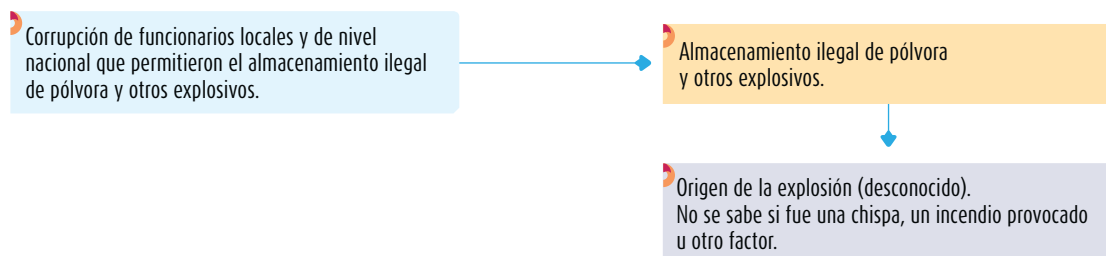 Corrupción de funcionarios locales y de nivel
nacional que permitieron el almacenamiento ilegal
de pólvora y otros explosivos.
Almacenamiento ilegal de pólvora
y otros explosivos.
Origen de la explosión (desconocido).
No se sabe si fue una chispa, un incendio provocado
u otro factor.